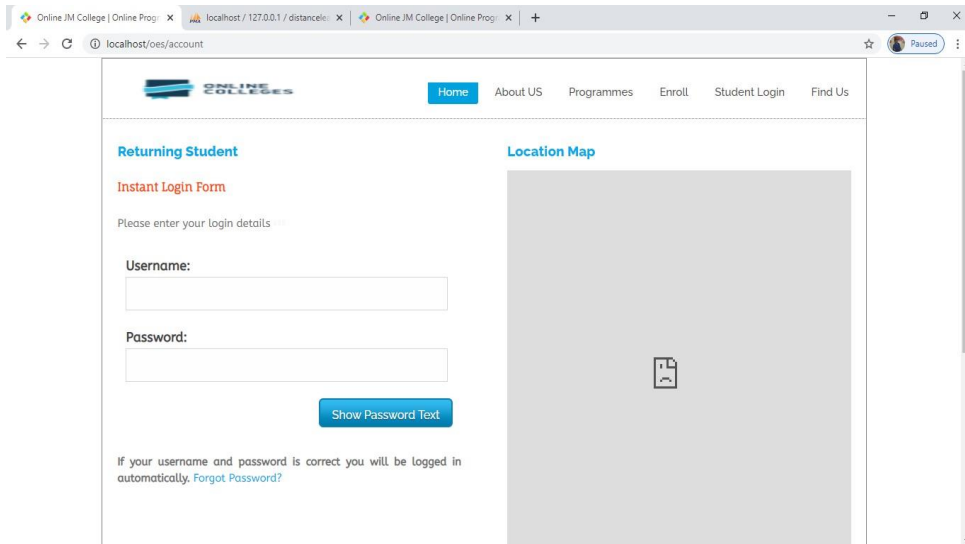 Online JM College | Online Progr
localhost / 127.0.0.1 / distancelea
Online JM College | Online Progr
localhost/oes/account
Paused
ONLINE
COLLEGES
Home About US Programmes Enroll Student Login Find Us
Returning Student
Location Map
Instant Login Form
Please enter your login details
Username:
Password:
Show Password Text
If your username and password is correct you will be logged in
automatically. Forgot Password?